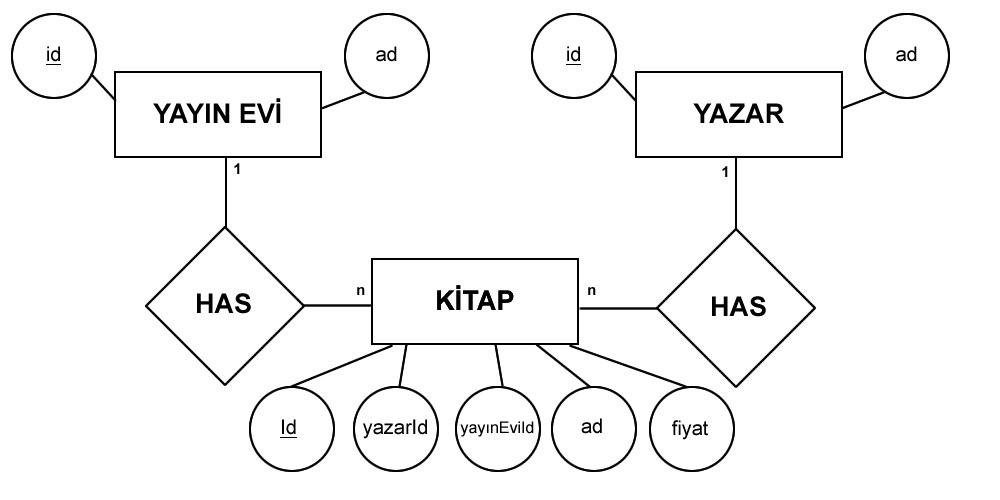 id
ad
YAYIN EVİ
1
HAS
id
ad
YAZAR
1
HAS
n
KİTAP
n
Id
yazarId
yayınEviId
ad
fiyat